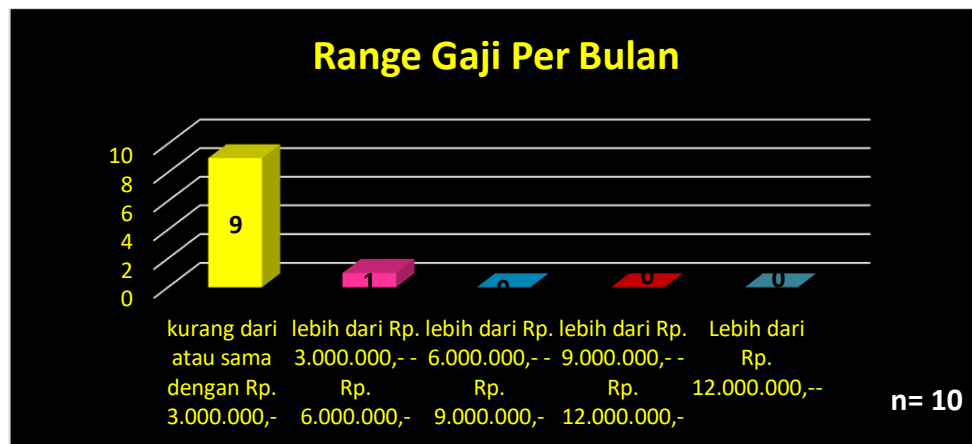 Range Gaji Per Bulan
10
8
6
4
2
0
9
1
0
0
0
kurang dari
atau sama
dengan Rp.
3.000.000,-
lebih dari Rp.
3.000.000,- -
Rp.
6.000.000,-
lebih dari Rp.
6.000.000,- -
Rp.
9.000.000,-
lebih dari Rp.
9.000.000,- -
Rp.
12.000.000,-
Lebih dari
Rp.
12.000.000,--
n= 10